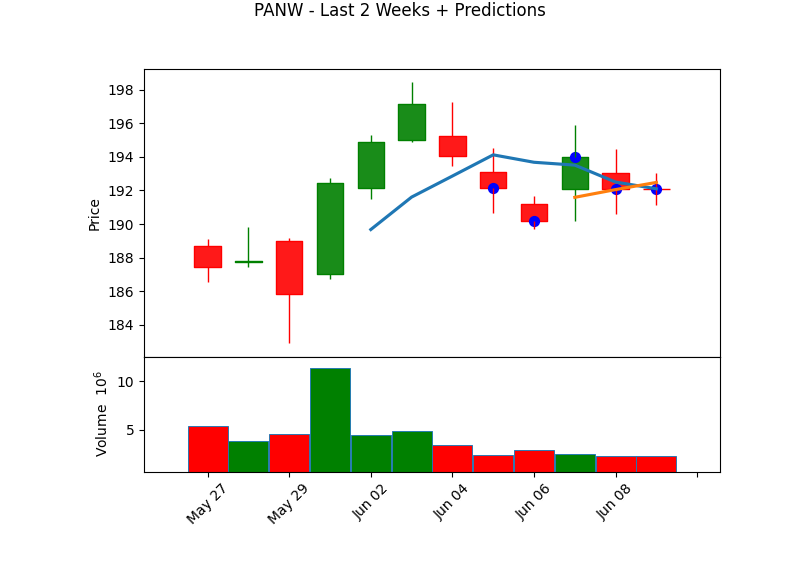 PANW - Last 2 Weeks + Predictions
198
196
194
192
190
188
186
184
Price
10
5
Volume 10^6
May 27
May 29
Jun 02
Jun 04
Jun 06
Jun 08